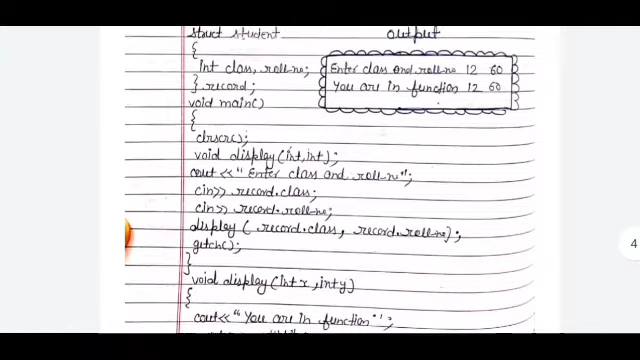 struct student
output
{
int class, roll-no;
} record;
Enter class and roll-no 12 60
You are in function 12 60
void main()
{
clrscr();
void display(int, int);
cout << "Enter class and roll-no";
cin>> record.class;
cin>> record.roll-no;
display( record.class, record.roll-no);
getch();
}
void display(int x, int y)
{
cout<< "You are in function";
4